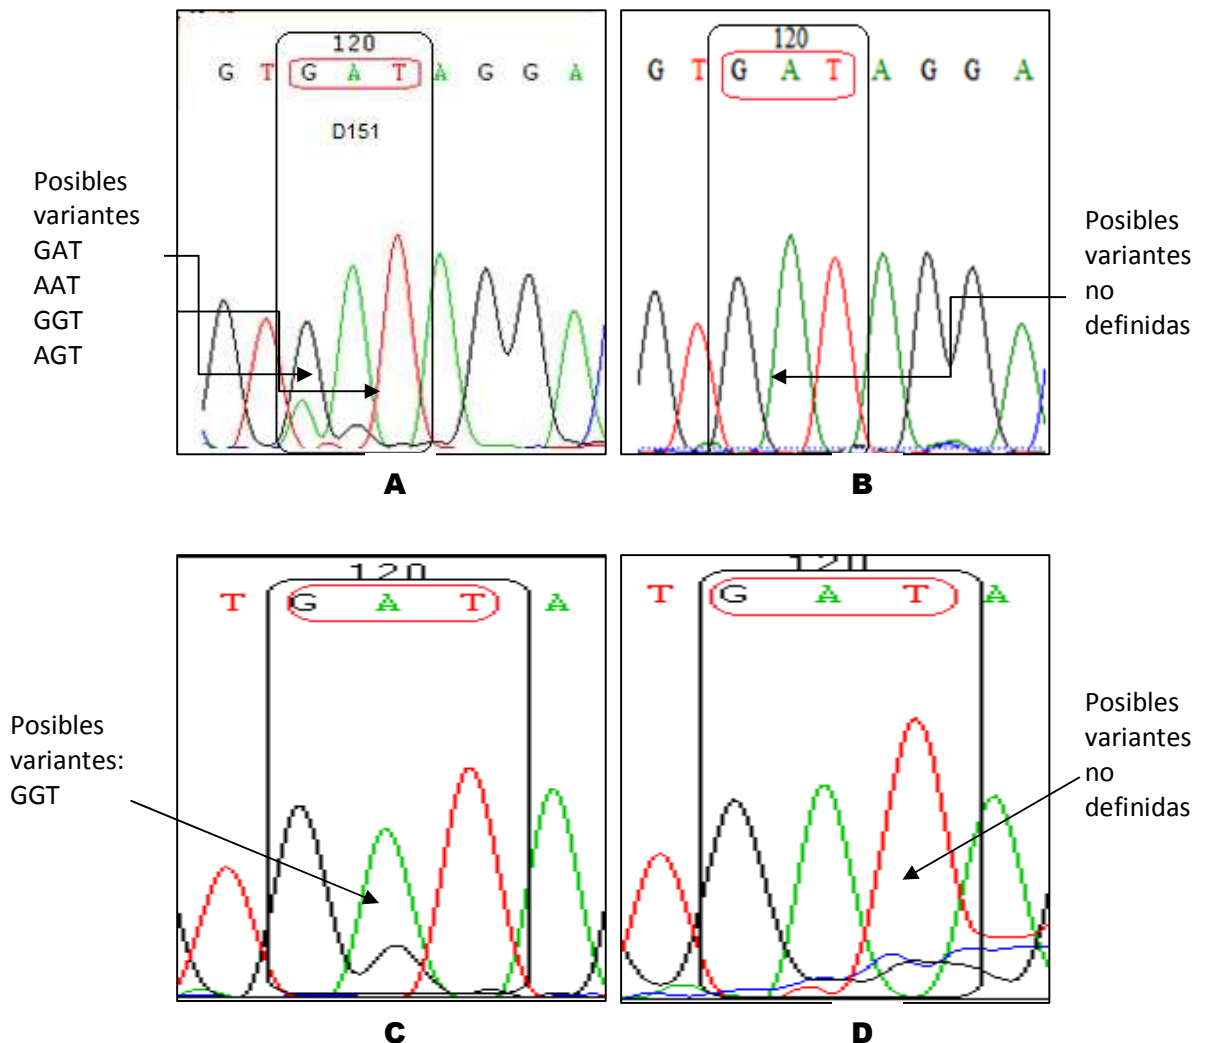 120
G T G A T A G G A
D151
Posibles
variantes
GAT
AAT
GGT
AGT
A
120
G T G A T A G G A
Posibles
variantes
no
definidas
B
120
T G A T A
Posibles
variantes:
GGT
C
120
T G A T A
Posibles
variantes
no
definidas
D